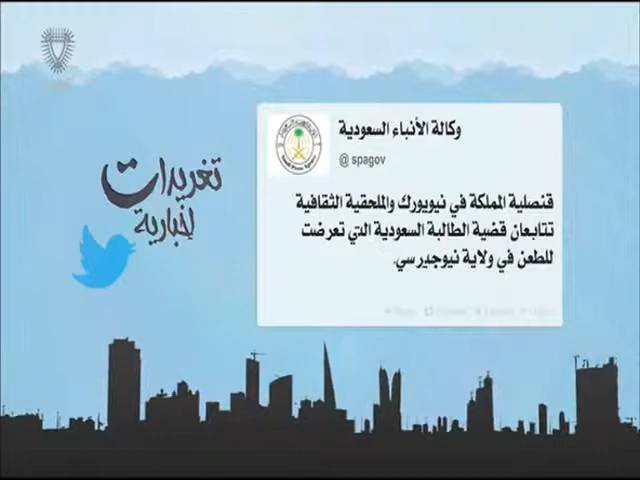 وكالة الأنباء السعودية
@ spagov
قنصلية المملكة في نيويورك والملحقية الثقافية
تتابعان قضية الطالبة السعودية التي تعرضت
للطعن في ولاية نيوجيرسي.
تغريدات
إخبارية